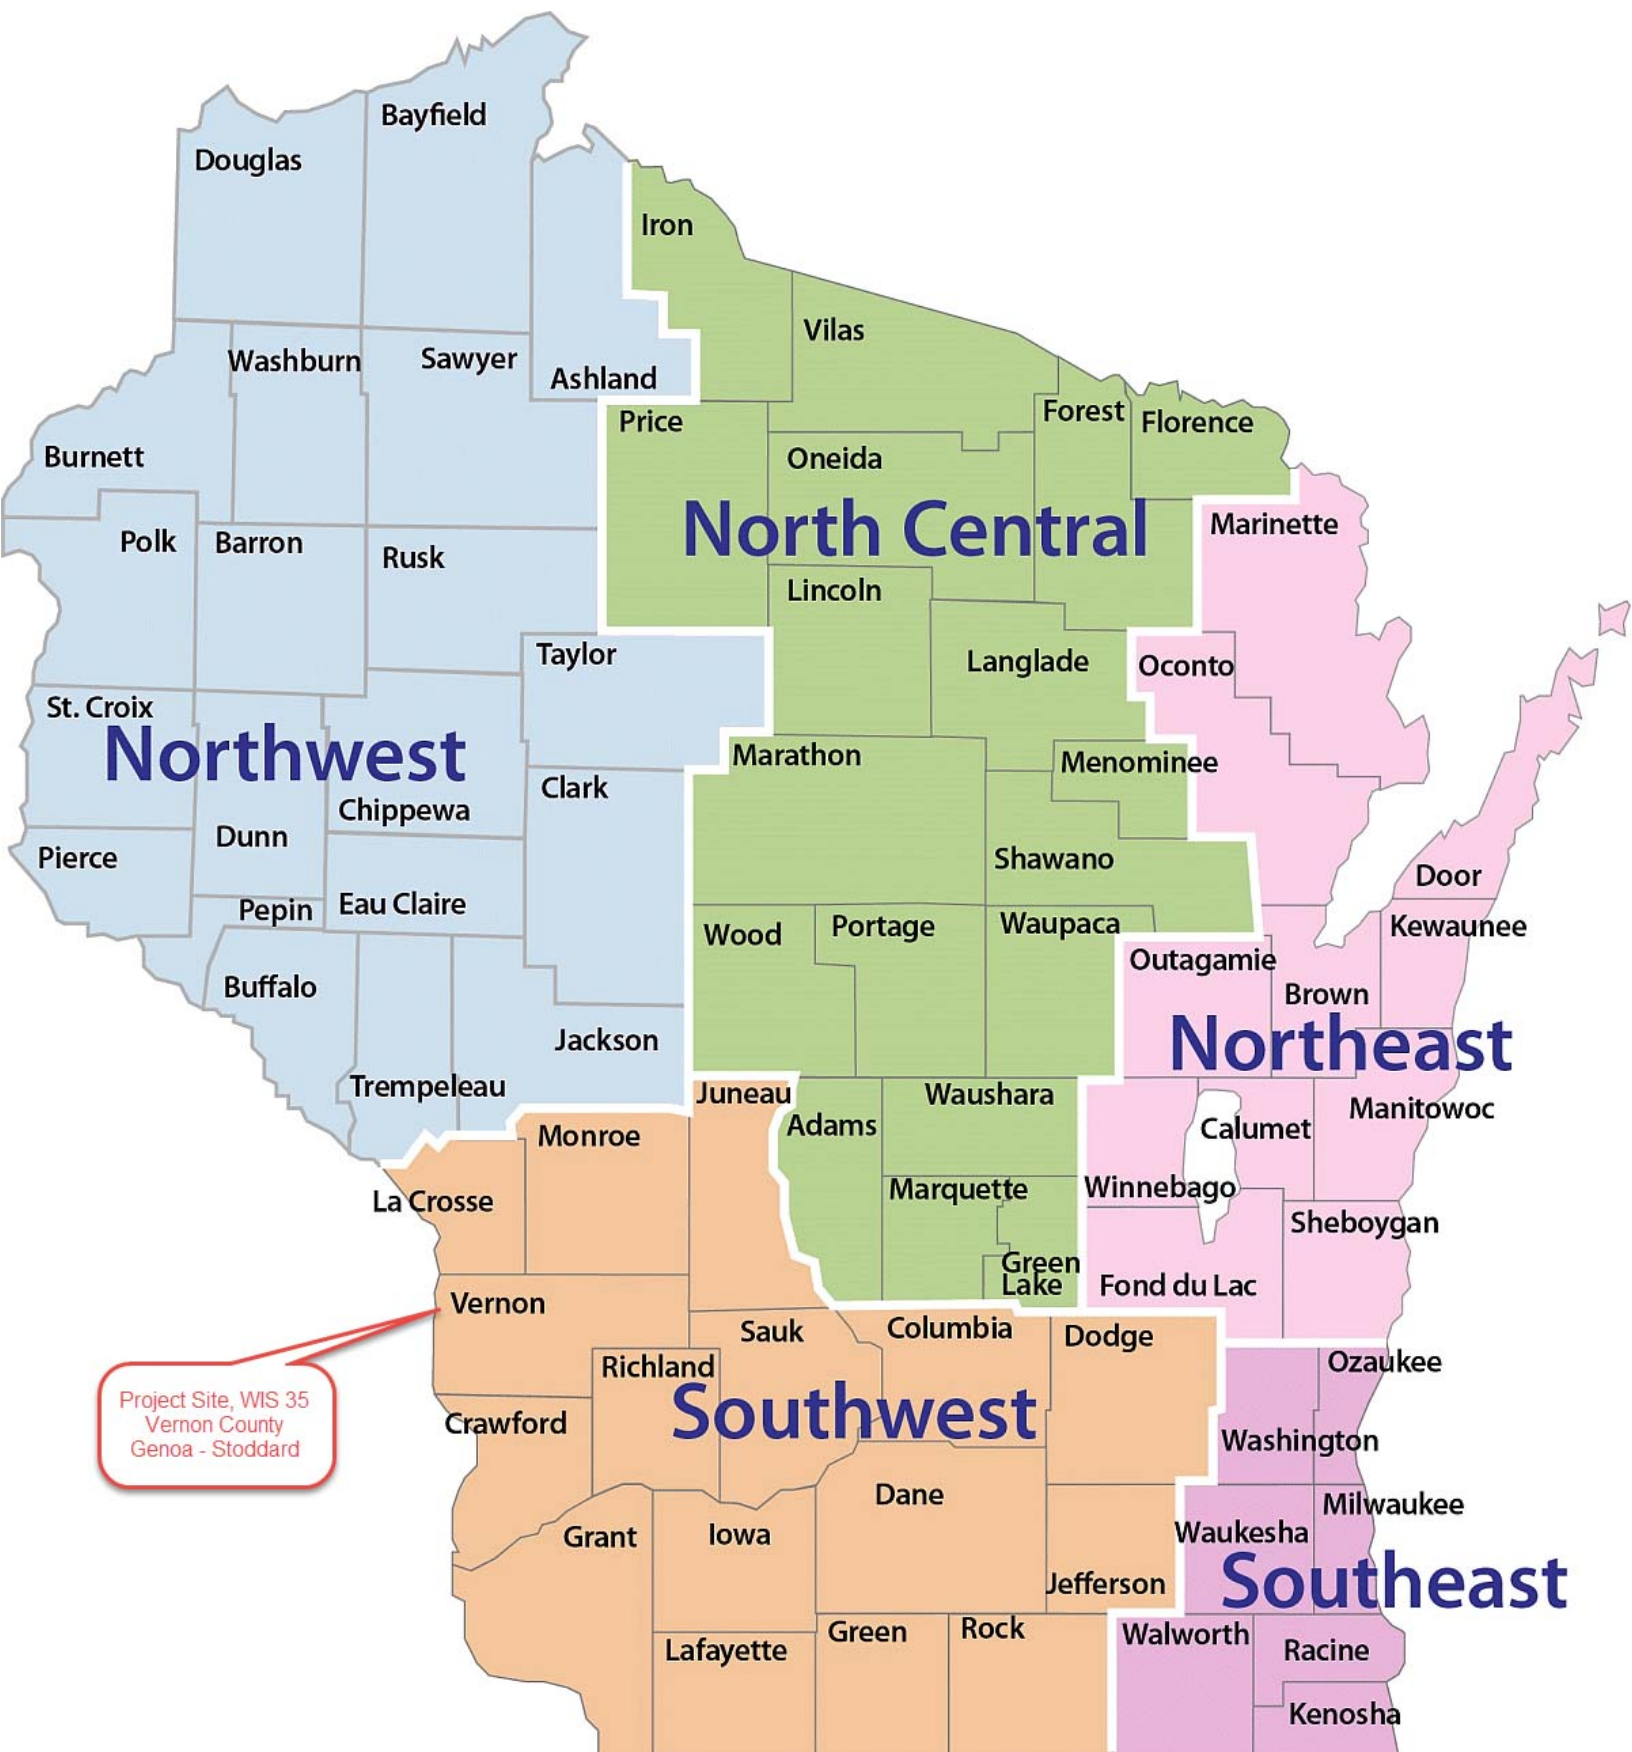 Bayfield
Douglas
Iron
Vilas
Washburn
Sawyer
Ashland
Price
Forest
Florence
Burnett
Oneida
North Central
Marinette
Polk
Barron
Rusk
Lincoln
Taylor
Langlade
Oconto
St. Croix
Northwest
Marathon
Menominee
Clark
Chippewa
Dunn
Pierce
Shawano
Door
Pepin
Eau Claire
Wood
Portage
Waupaca
Kewaunee
Outagamie
Buffalo
Brown
Jackson
Northeast
Trempeleau
Juneau
Waushara
Manitowoc
Adams
Calumet
Monroe
La Crosse
Marquette
Winnebago
Sheboygan
Green
Lake
Fond du Lac
Vernon
Sauk
Columbia
Dodge
Richland
Ozaukee
Project Site, WIS 35
Vernon County
Genoa - Stoddard
Southwest
Crawford
Washington
Dane
Milwaukee
Grant
Iowa
Waukesha
Jefferson
Southeast
Lafayette
Green
Rock
Walworth
Racine
Kenosha